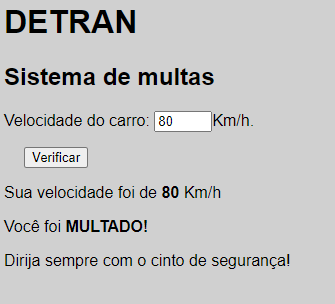 DETRAN
Sistema de multas
Velocidade do carro: 80 Km/h.
Verificar
Sua velocidade foi de 80 Km/h
Você foi MULTADO!
Dirija sempre com o cinto de segurança!